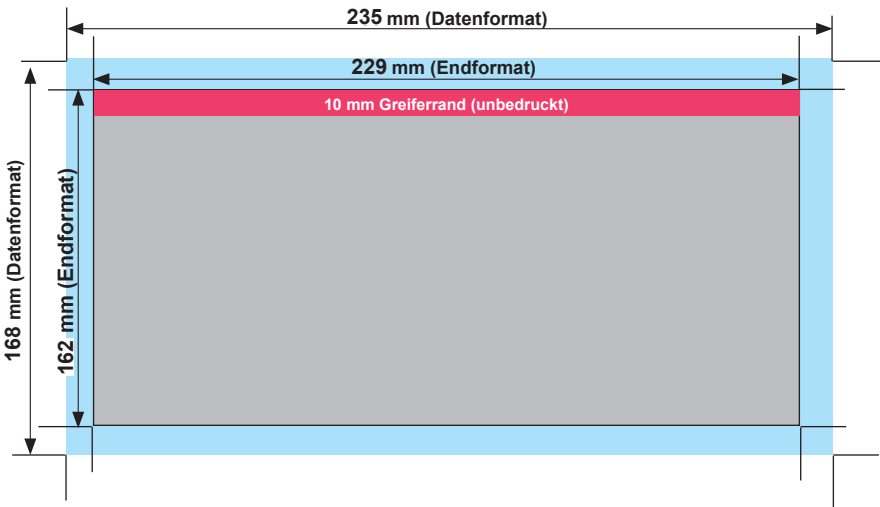 235 mm (Datenformat)
229 mm (Endformat)
10 mm Greiferrand (unbedruckt)
168 mm (Datenformat)
162 mm (Endformat)